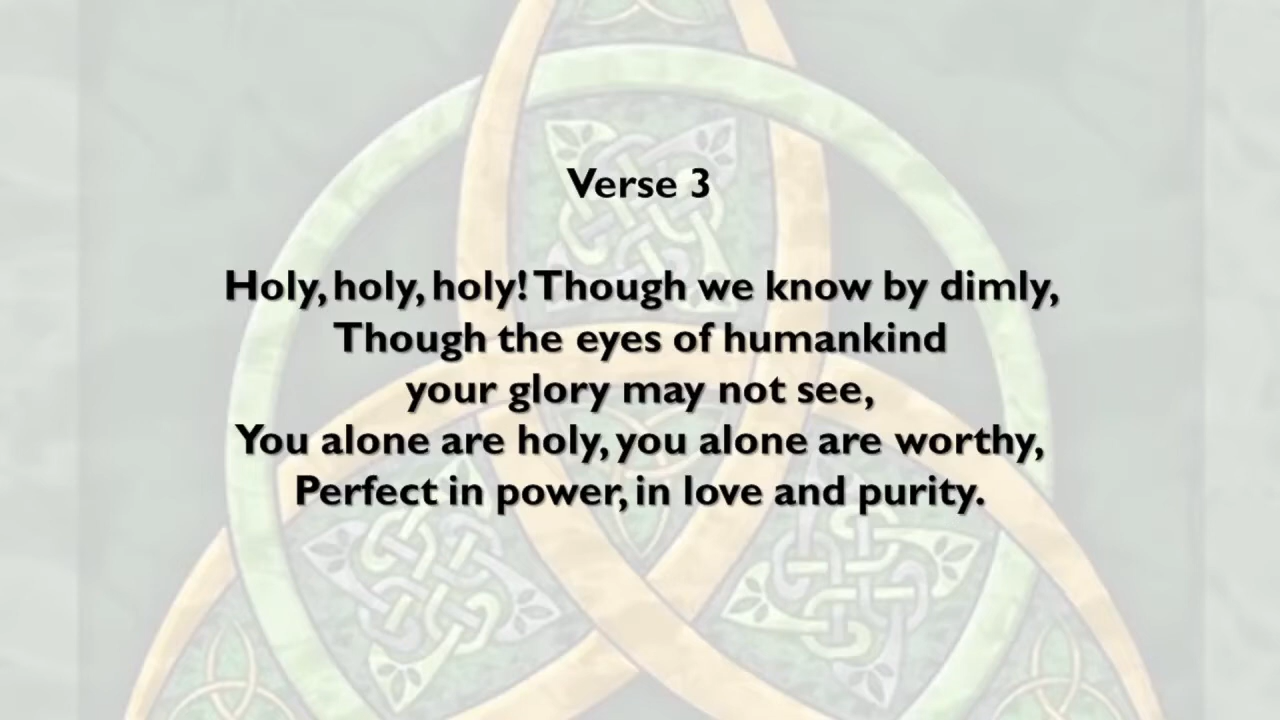 Verse 3
Holy, holy, holy! Though we know by dimly,
Though the eyes of humankind
your glory may not see,
You alone are holy, you alone are worthy,
Perfect in power, in love and purity.